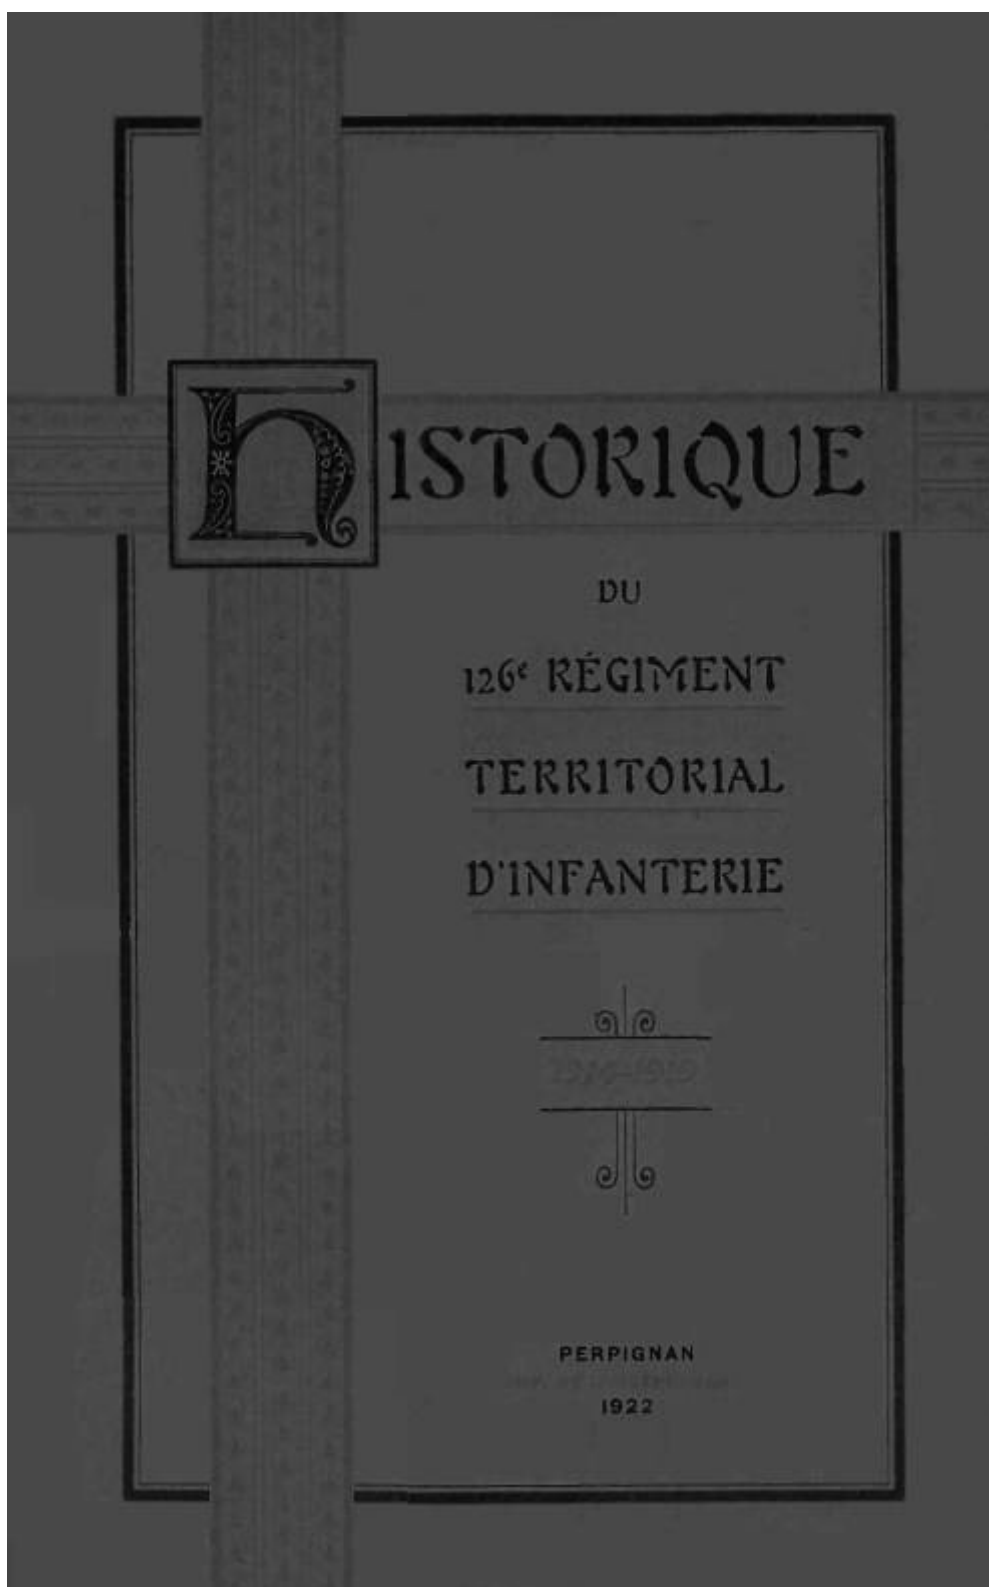 HISTORIQUE
DU
126e RÉGIMENT
TERRITORIAL
D'INFANTERIE
PERPIGNAN
1922